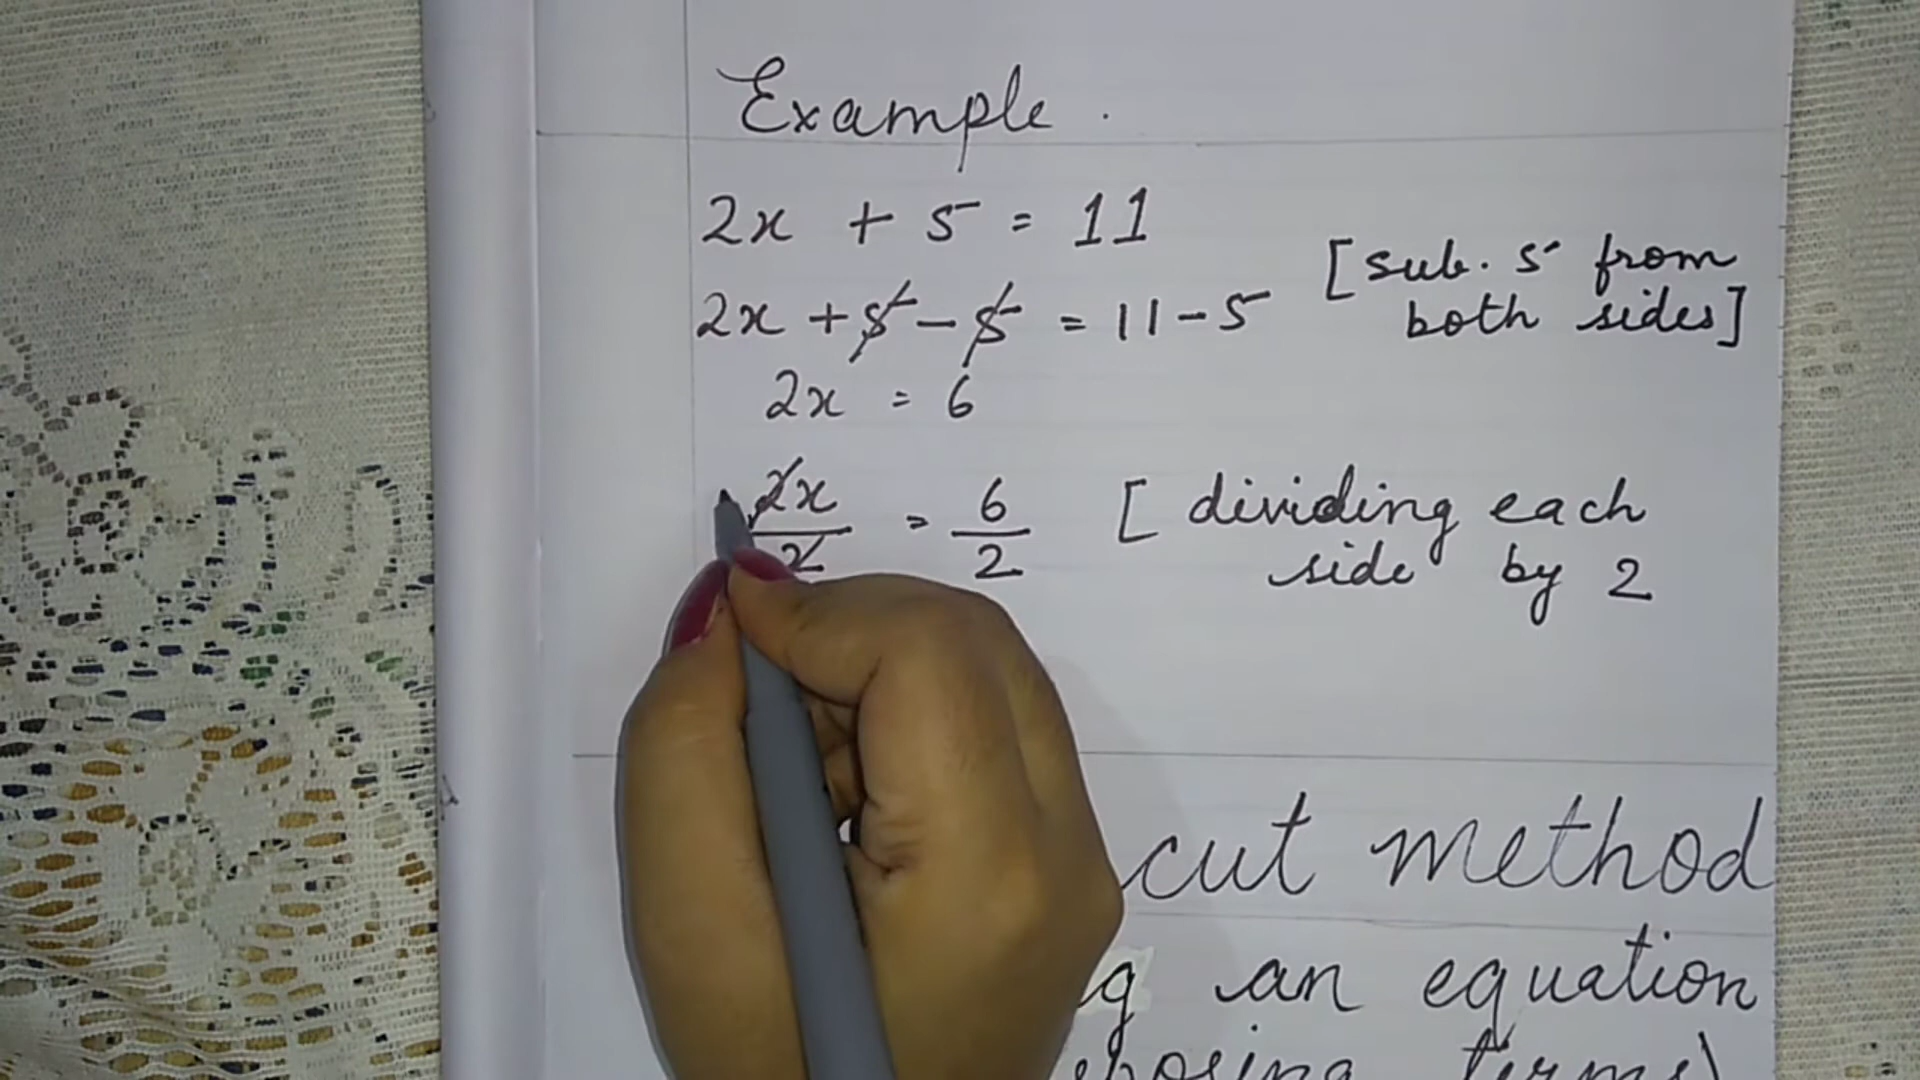 Example.
2x + 5 = 11
2x + 5 - 5 = 11 - 5 [sub. 5 from
both sides]
2x = 6
2x/2 = 6/2 [dividing each
side by 2
cut method
an equation
terms)